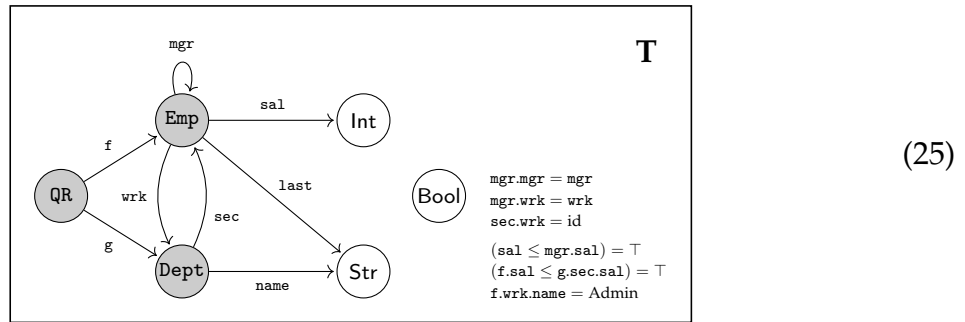 T
mgr
Emp
sal
Int
f
last
QR
wrk
sec
Bool
g
Dept
name
Str
mgr.mgr = mgr
mgr.wrk = wrk
sec.wrk = id
(sal ≤ mgr.sal) = ⊤
(f.sal ≤ g.sec.sal) = ⊤
f.wrk.name = Admin
(25)